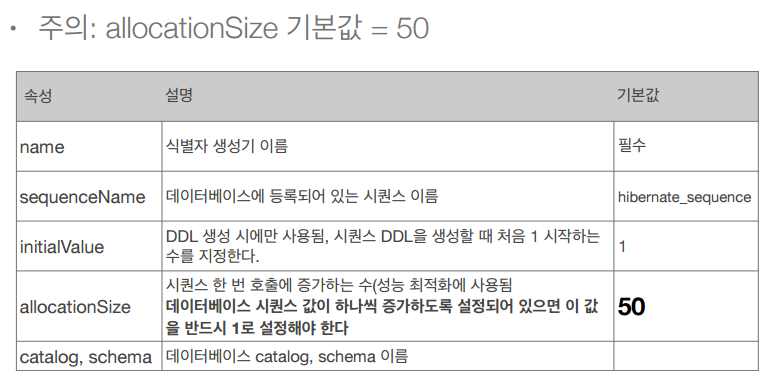 • 주의: allocationSize 기본값 = 50
속성 설명 기본값
name 식별자 생성기 이름 필수
sequenceName 데이터베이스에 등록되어 있는 시퀀스 이름 hibernate_sequence
initialValue DDL 생성 시에만 사용됨, 시퀀스 DDL을 생성할 때 처음 1 시작하는
수를 지정한다. 1
allocationSize 시퀀스 한 번 호출에 증가하는 수(성능 최적화에 사용됨
데이터베이스 시퀀스 값이 하나씩 증가하도록 설정되어 있으면 이 값
을 반드시 1로 설정해야 한다 50
catalog, schema 데이터베이스 catalog, schema 이름